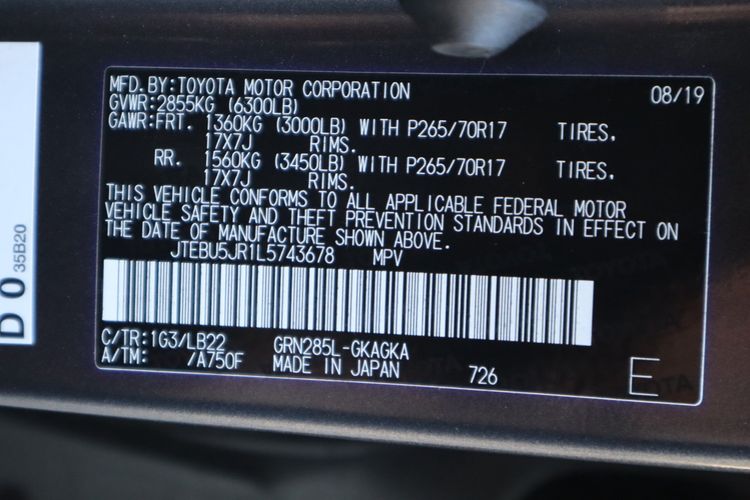 MFD.BY:TOYOTA MOTOR CORPORATION 08/19
GVWR:2855KG (6300LB)
GAWR:FRT. 1360KG (3000LB) WITH P265/70R17 TIRES.
17X7J RIMS.
RR. 1560KG (3450LB) WITH P265/70R17 TIRES.
17X7J RIMS.
THIS VEHICLE CONFORMS TO ALL APPLICABLE FEDERAL MOTOR
VEHICLE SAFETY AND THEFT PREVENTION STANDARDS IN EFFECT ON
THE DATE OF MANUFACTURE SHOWN ABOVE.
JTEBU5JR1L5743678 MPV
C/TR:1G3/LB22 GRN285L-GKAGKA
A/TM: /A750F MADE IN JAPAN 726 E
D 0
35B20